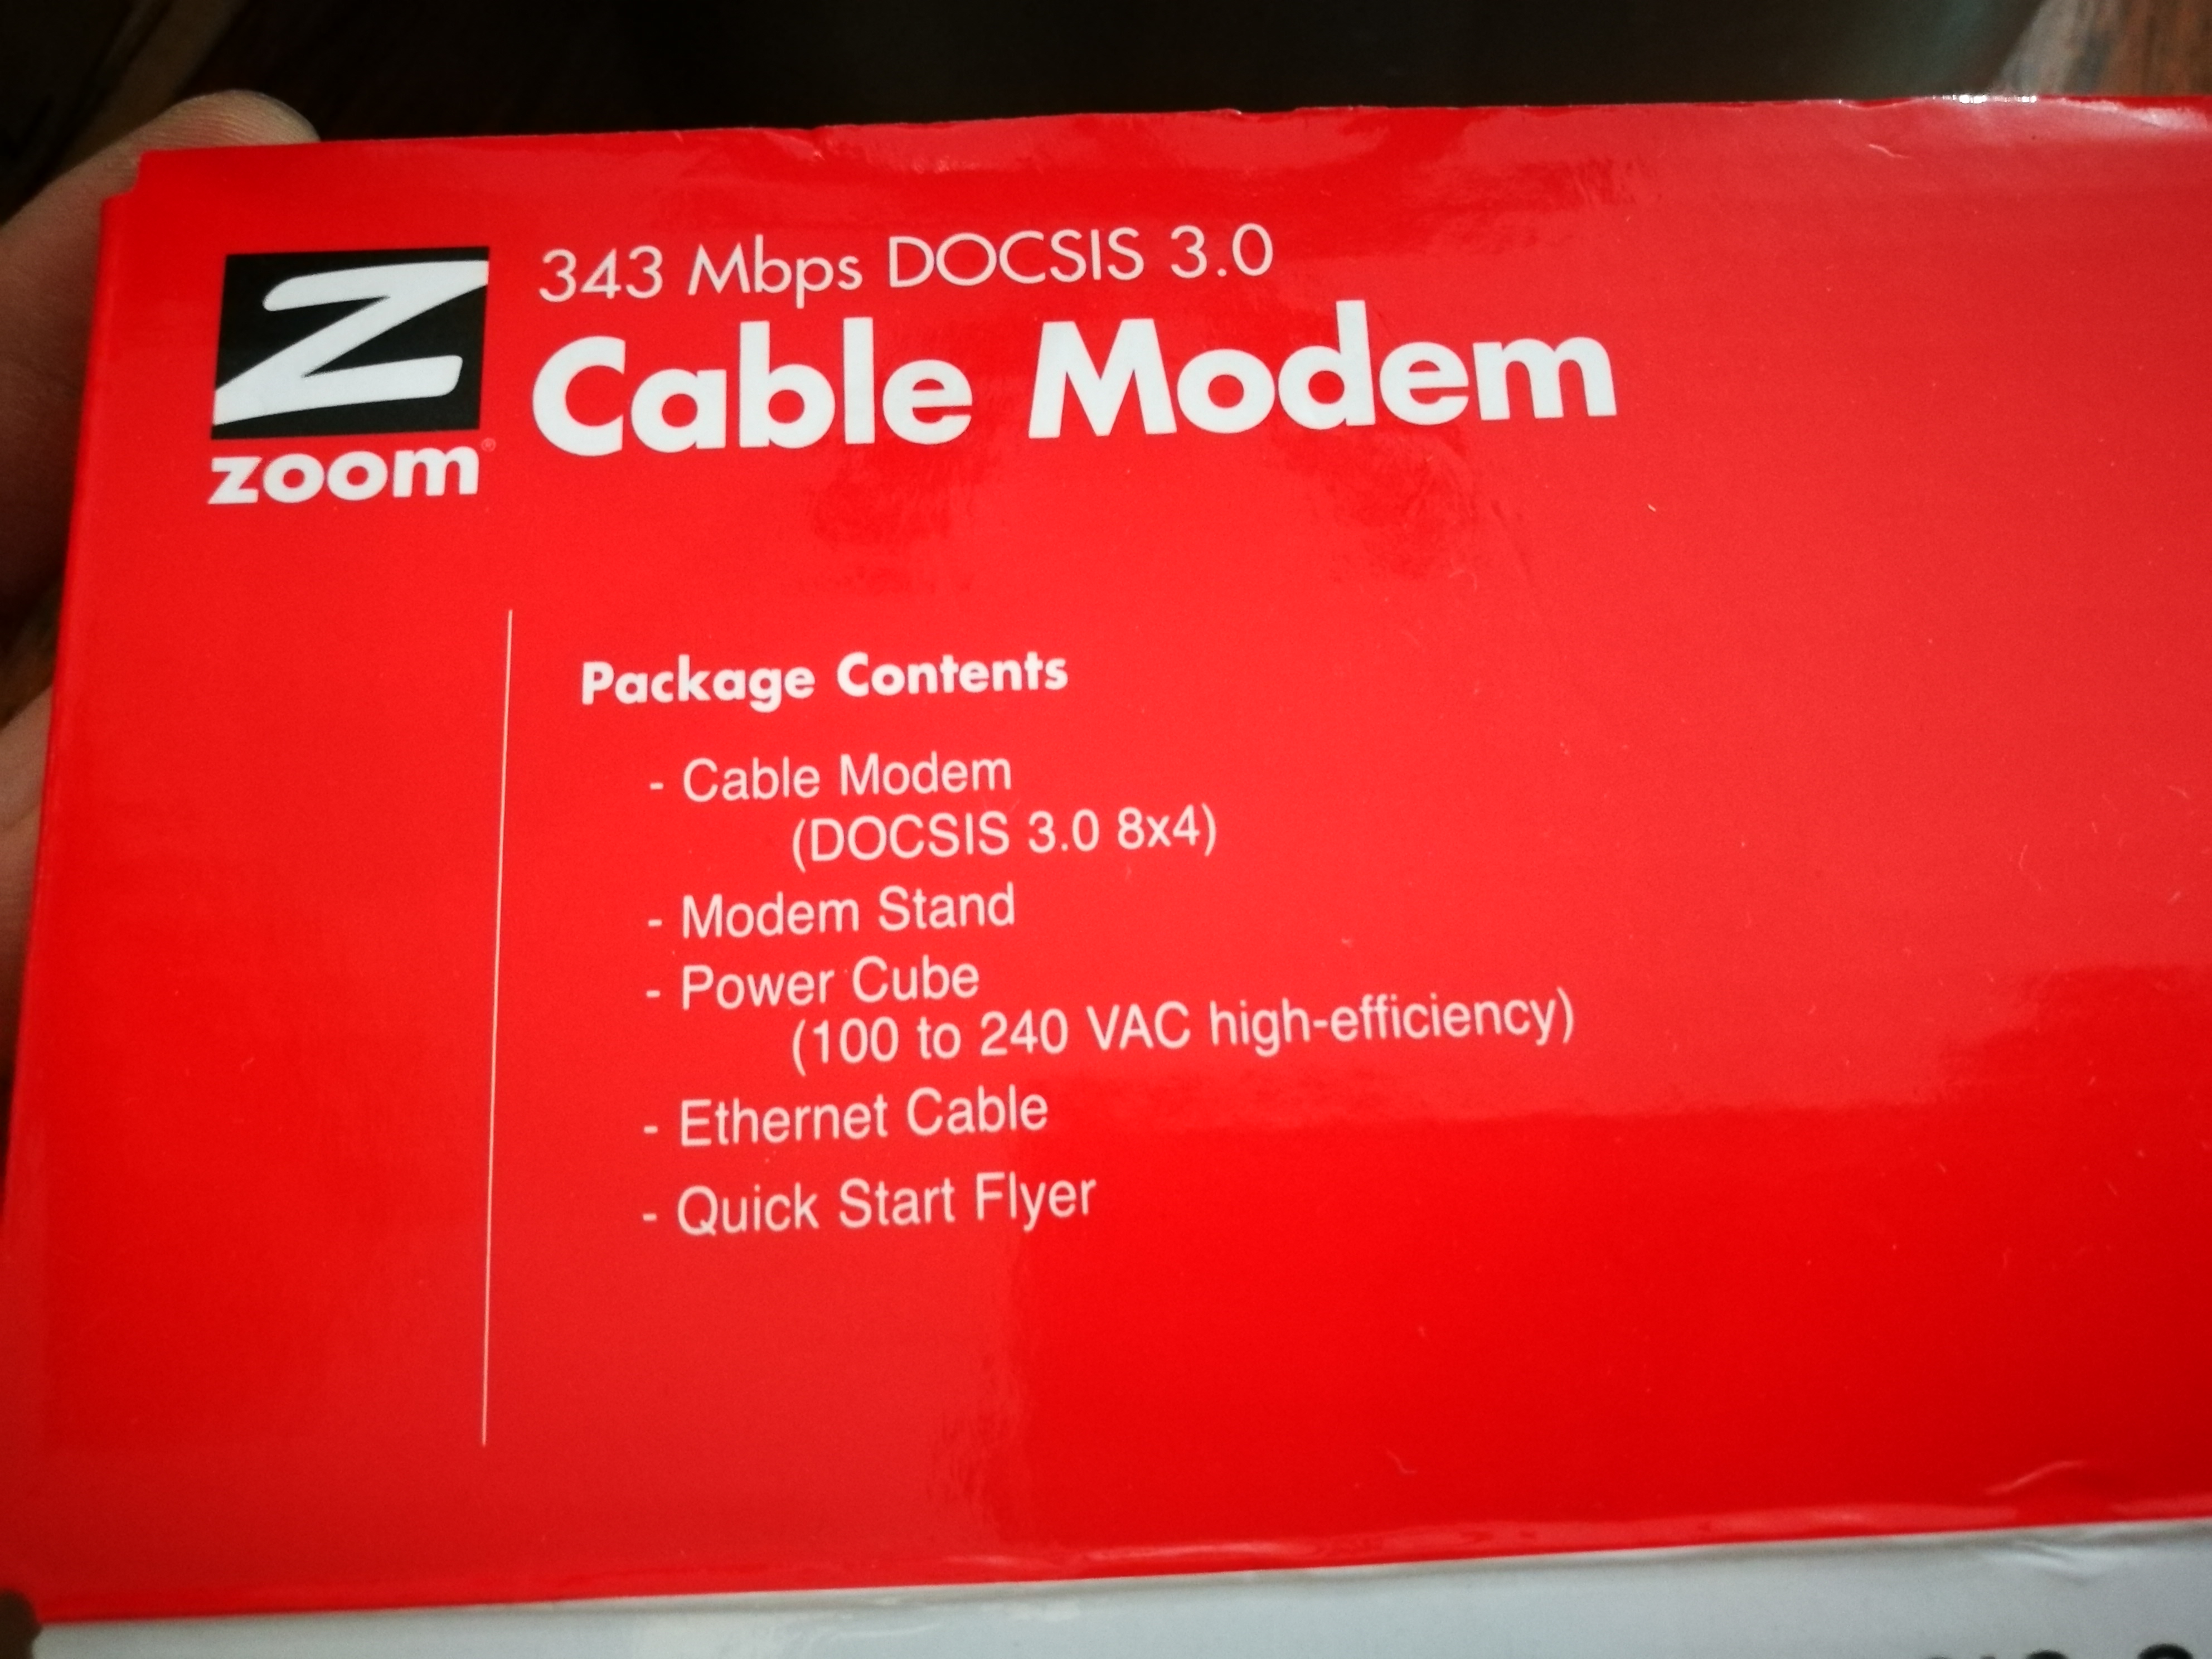 343 Mbps DOCSIS 3.0
Cable Modem
Z
zoom®
Package Contents
- Cable Modem
(DOCSIS 3.0 8x4)
- Modem Stand
- Power Cube
(100 to 240 VAC high-efficiency)
- Ethernet Cable
- Quick Start Flyer